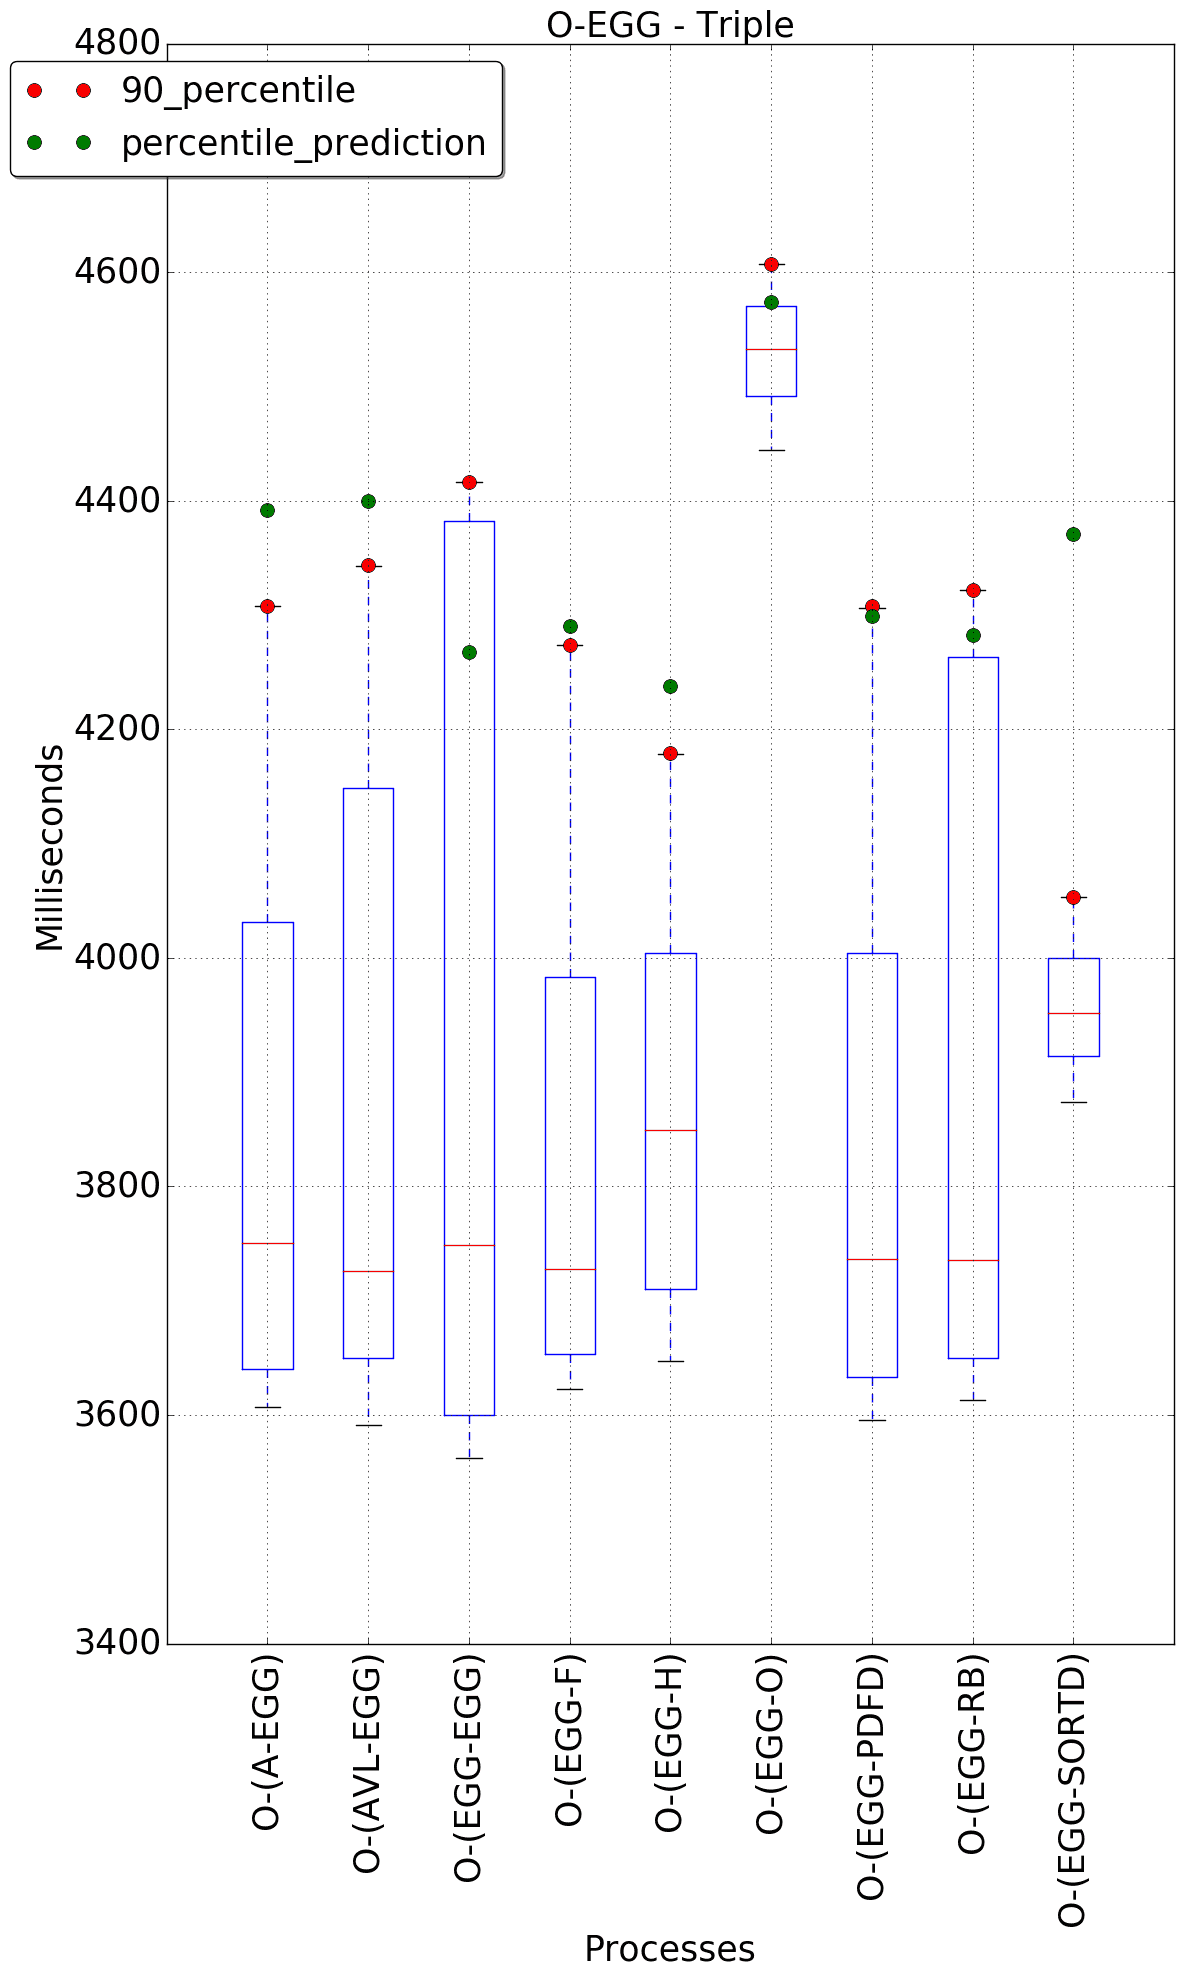 O-EGG - Triple
90_percentile
percentile_prediction
4800
4600
4400
4200
4000
3800
3600
3400
Milliseconds
O-(A-EGG)
O-(AVL-EGG)
O-(EGG-EGG)
O-(EGG-F)
O-(EGG-H)
O-(EGG-O)
O-(EGG-PDFD)
O-(EGG-RB)
O-(EGG-SORTD)
Processes